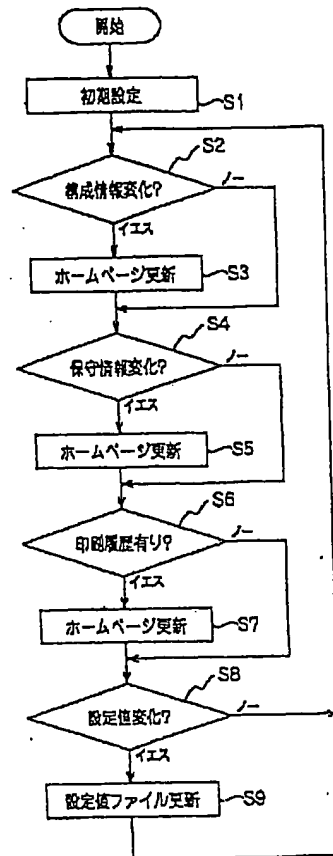 開始
初期設定
S1
S2
構成情報変化?
ノー
イエス
ホームページ更新
S3
S4
保守情報変化?
ノー
イエス
ホームページ更新
S5
S6
印刷履歴有り?
ノー
イエス
ホームページ更新
S7
S8
設定値変化?
ノー
イエス
設定値ファイル更新
S9